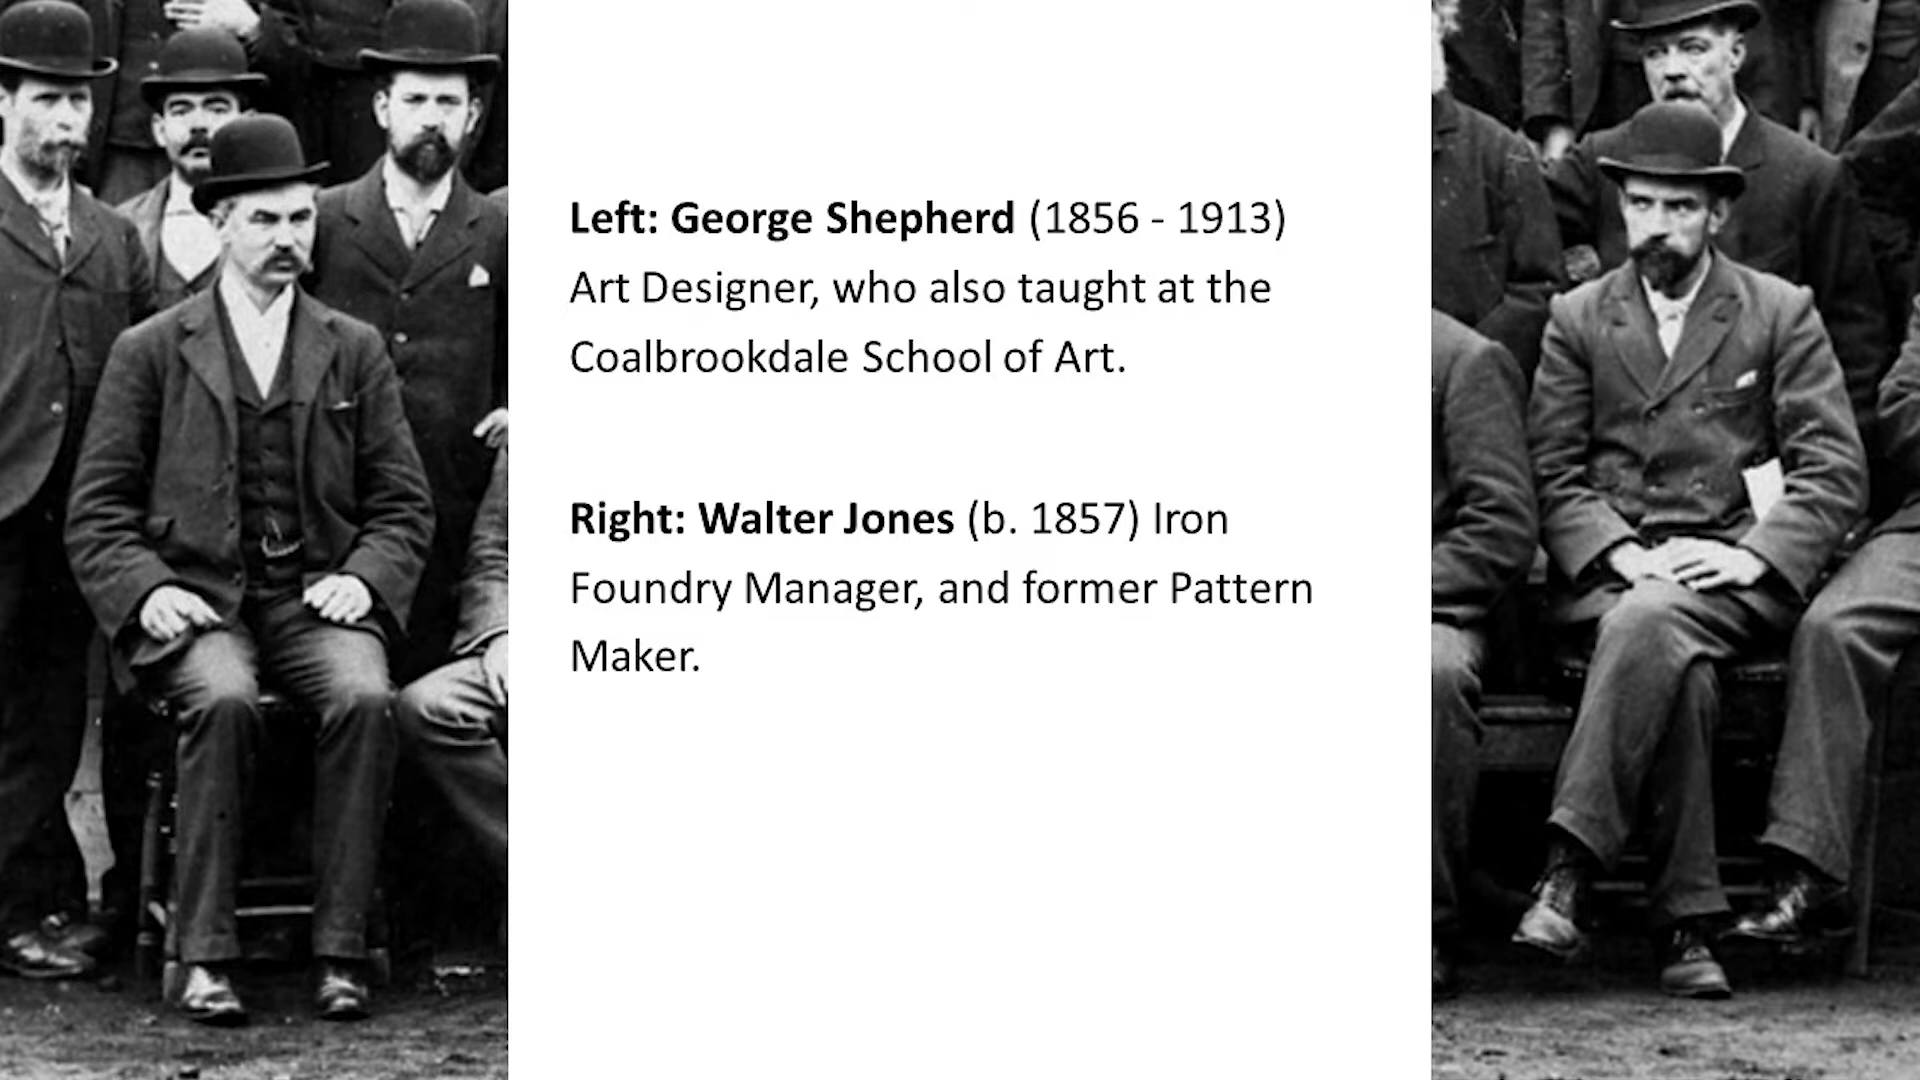 Left: George Shepherd (1856 - 1913)
Art Designer, who also taught at the
Coalbrookdale School of Art.
Right: Walter Jones (b. 1857) Iron
Foundry Manager, and former Pattern
Maker.